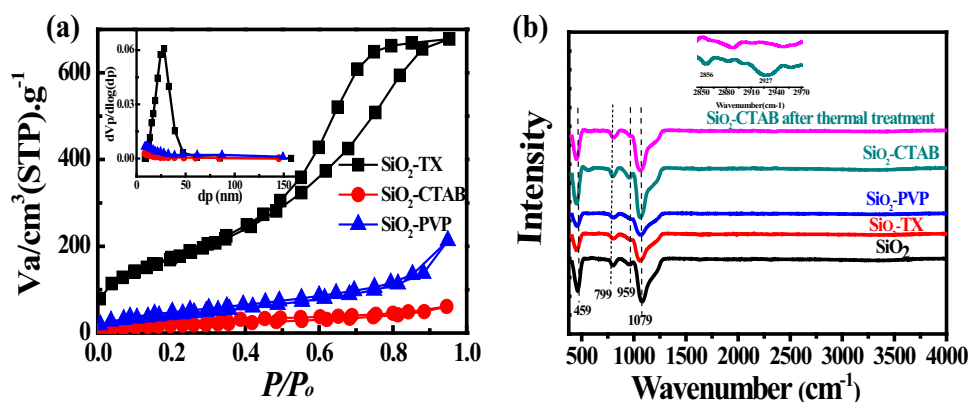 (a)
Va/cm³(STP).g⁻¹
600
400
200
0
0.0 0.2 0.4 0.6 0.8 1.0
P/Pₒ
dVp/dlog(dp)
0.06
0.03
0.00
0 50 100 150
dp (nm)
SiO₂-TX
SiO₂-CTAB
SiO₂-PVP
(b)
Intensity
2856
2927
2850 2880 2910 2940 2970
Wavenumber(cm-1)
SiO₂-CTAB after thermal treatment
SiO₂-CTAB
SiO₂-PVP
SiO₂-TX
SiO₂
459
799
959
1079
500 1000 1500 2000 2500 3000 3500 4000
Wavenumber (cm⁻¹)